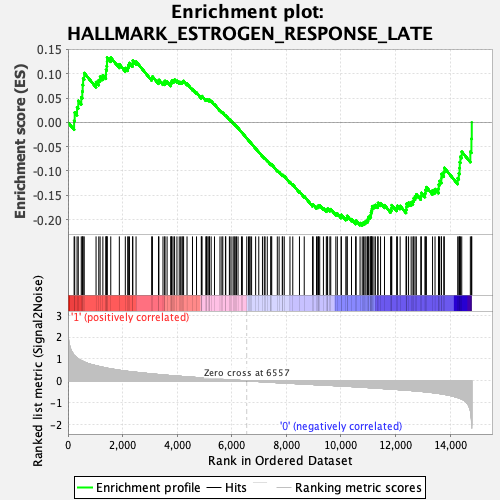 Enrichment plot:
HALLMARK_ESTROGEN_RESPONSE_LATE
Enrichment score (ES)
0.15
0.10
0.05
0.00
-0.05
-0.10
-0.15
-0.20
Ranked list metric (Signal2Noise)
3
2
1
0
-1
-2
'1' (positively correlated)
Zero cross at 6557
'0' (negatively correlated)
0
2,000
4,000
6,000
8,000
10,000
12,000
14,000
Rank in Ordered Dataset
Enrichment profile
Hits
Ranking metric scores